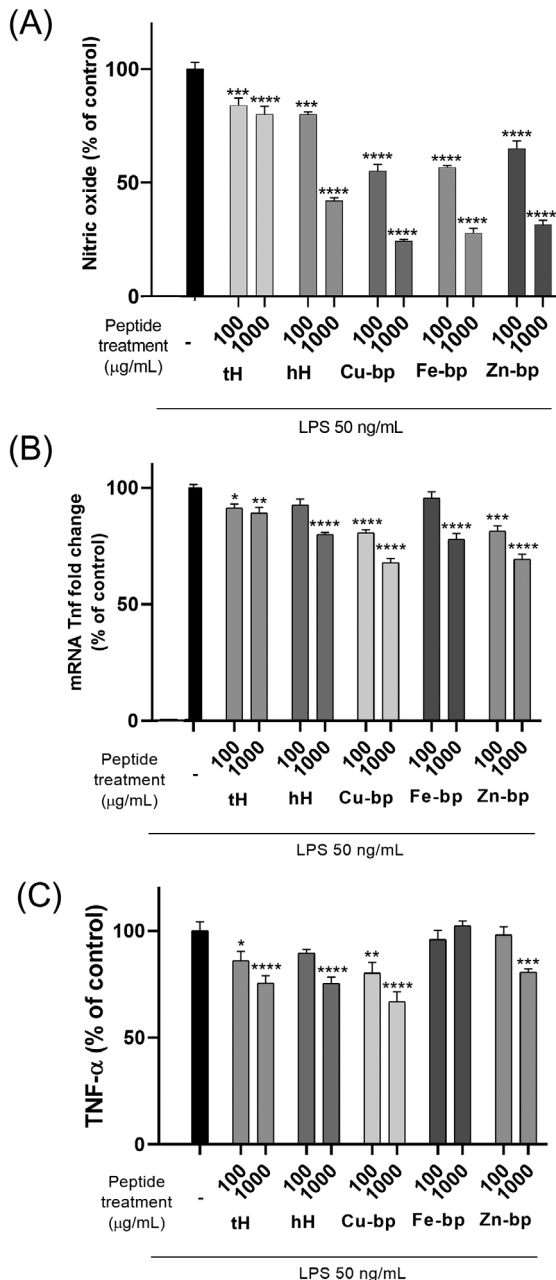 (A)
Nitric oxide (% of control)
100
50
0
*** **** *** **** **** **** **** **** **** ****
Peptide treatment (μg/mL)
- 100 1000 100 1000 100 1000 100 1000 100 1000
tH hH Cu-bp Fe-bp Zn-bp
LPS 50 ng/mL
(B)
mRNA Tnf fold change
(% of control)
100
50
0
* ** **** **** **** **** *** ****
Peptide treatment (μg/mL)
- 100 1000 100 1000 100 1000 100 1000 100 1000
tH hH Cu-bp Fe-bp Zn-bp
LPS 50 ng/mL
(C)
TNF-α (% of control)
100
50
0
* **** **** ** **** ***
Peptide treatment (μg/mL)
- 100 1000 100 1000 100 1000 100 1000 100 1000
tH hH Cu-bp Fe-bp Zn-bp
LPS 50 ng/mL